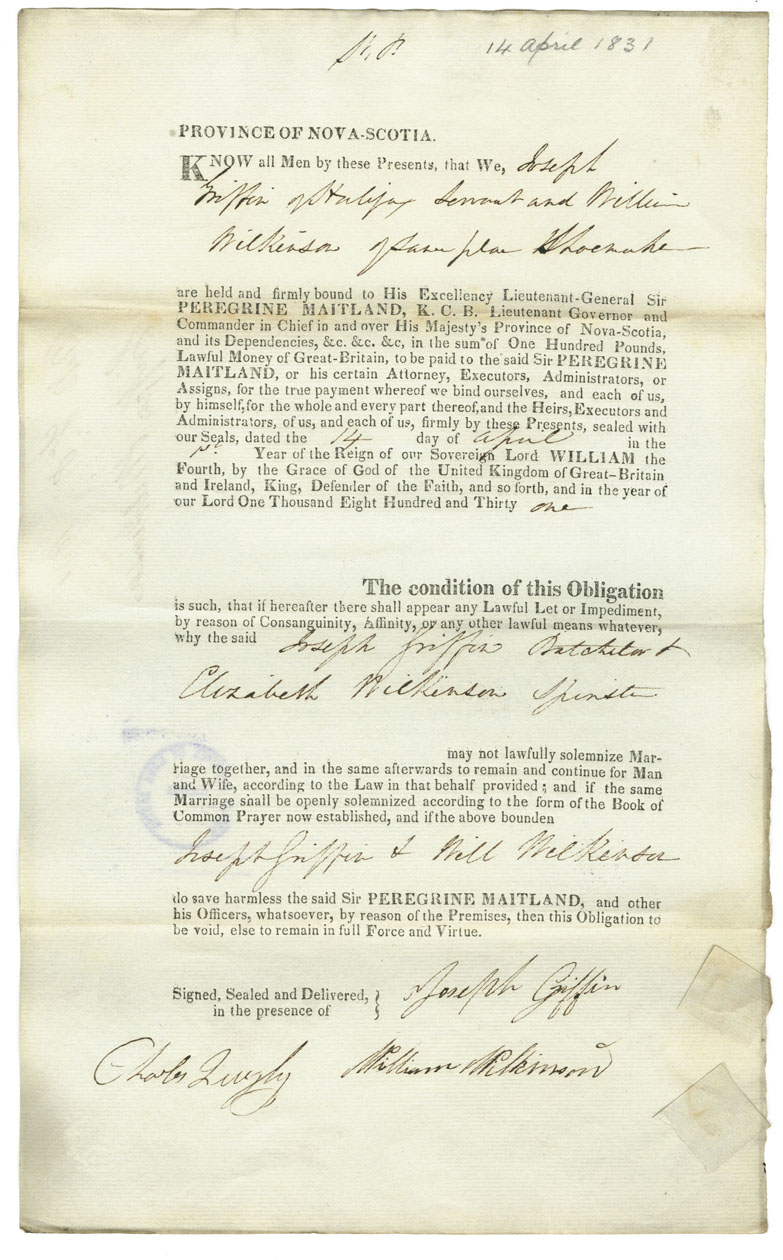 14 April 1831
PROVINCE OF NOVA-SCOTIA.
KNOW all Men by these Presents, that We, Joseph
Griffin of Halifax Servant and William
Wilkinson of same place Shoemaker
are held and firmly bound to His Excellency Lieutenant-General Sir
PEREGRINE MAITLAND, K. C. B. Lieutenant Governor and
Commander in Chief in and over His Majesty's Province of Nova-Scotia,
and its Dependencies, &c. &c. &c, in the sum of One Hundred Pounds,
Lawful Money of Great-Britain, to be paid to the said Sir PEREGRINE
MAITLAND, or his certain Attorney, Executors, Administrators, or
Assigns, for the true payment whereof we bind ourselves, and each of us,
by himself, for the whole and every part thereof, and the Heirs, Executors and
Administrators, of us, and each of us, firmly by these Presents, sealed with
our Seals, dated the 14 day of April in the
Year of the Reign of our Sovereign Lord WILLIAM the
Fourth, by the Grace of God of the United Kingdom of Great-Britain
and Ireland, King, Defender of the Faith, and so forth, and in the year of
our Lord One Thousand Eight Hundred and Thirty one
The condition of this Obligation
is such, that if hereafter there shall appear any Lawful Let or Impediment,
by reason of Consanguinity, Affinity, or any other lawful means whatever,
why the said Joseph Griffin Batchelor &
Elizabeth Wilkinson Spinster
may not lawfully solemnize Mar-
riage together, and in the same afterwards to remain and continue for Man
and Wife, according to the Law in that behalf provided; and if the same
Marriage shall be openly solemnized according to the form of the Book of
Common Prayer now established, and if the above bounden
Joseph Griffin & Will Wilkinson
do save harmless the said Sir PEREGRINE MAITLAND, and other
his Officers, whatsoever, by reason of the Premises, then this Obligation to
be void, else to remain in full Force and Virtue.
Signed, Sealed and Delivered, } Joseph Griffin
in the presence of
Charles William Wilkinson